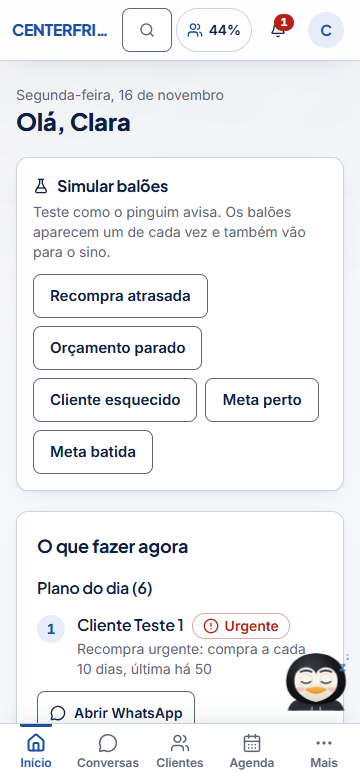 CENTERFRI...
44%
1
C
Segunda-feira, 16 de novembro
Olá, Clara
Simular balões
Teste como o pinguim avisa. Os balões
aparecem um de cada vez e também vão
para o sino.
Recompra atrasada
Orçamento parado
Cliente esquecido
Meta perto
Meta batida
O que fazer agora
Plano do dia (6)
1
Cliente Teste 1
Urgente
Recompra urgente: compra a cada
10 dias, última há 50
Abrir WhatsApp
z
Início
Conversas
Clientes
Agenda
Mais